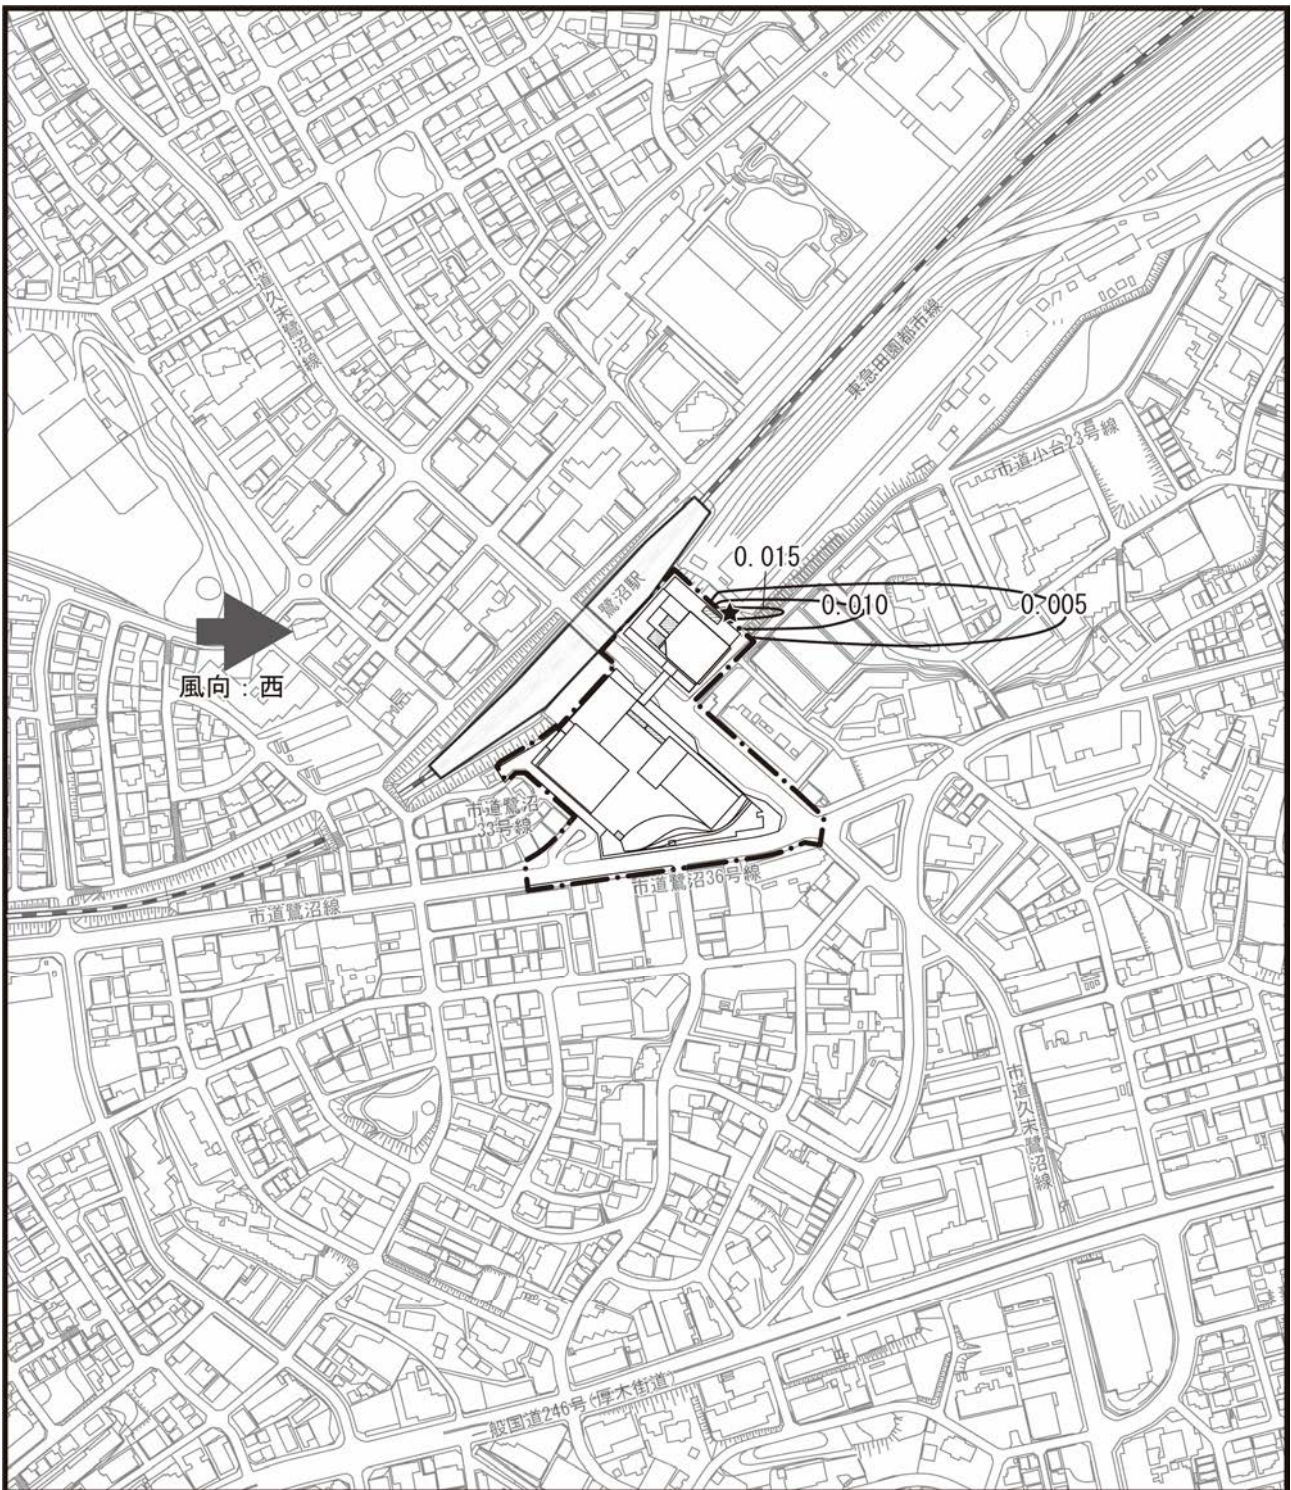 市道久末鷺沼線
東急田園都市線
市道小台23号線
0.015
鷺沼駅
0.010
0.005
風向：西
市道鷺沼
33号線
市道鷺沼36号線
市道鷺沼線
市道久末鷺沼線
一般国道246号(厚木街道)